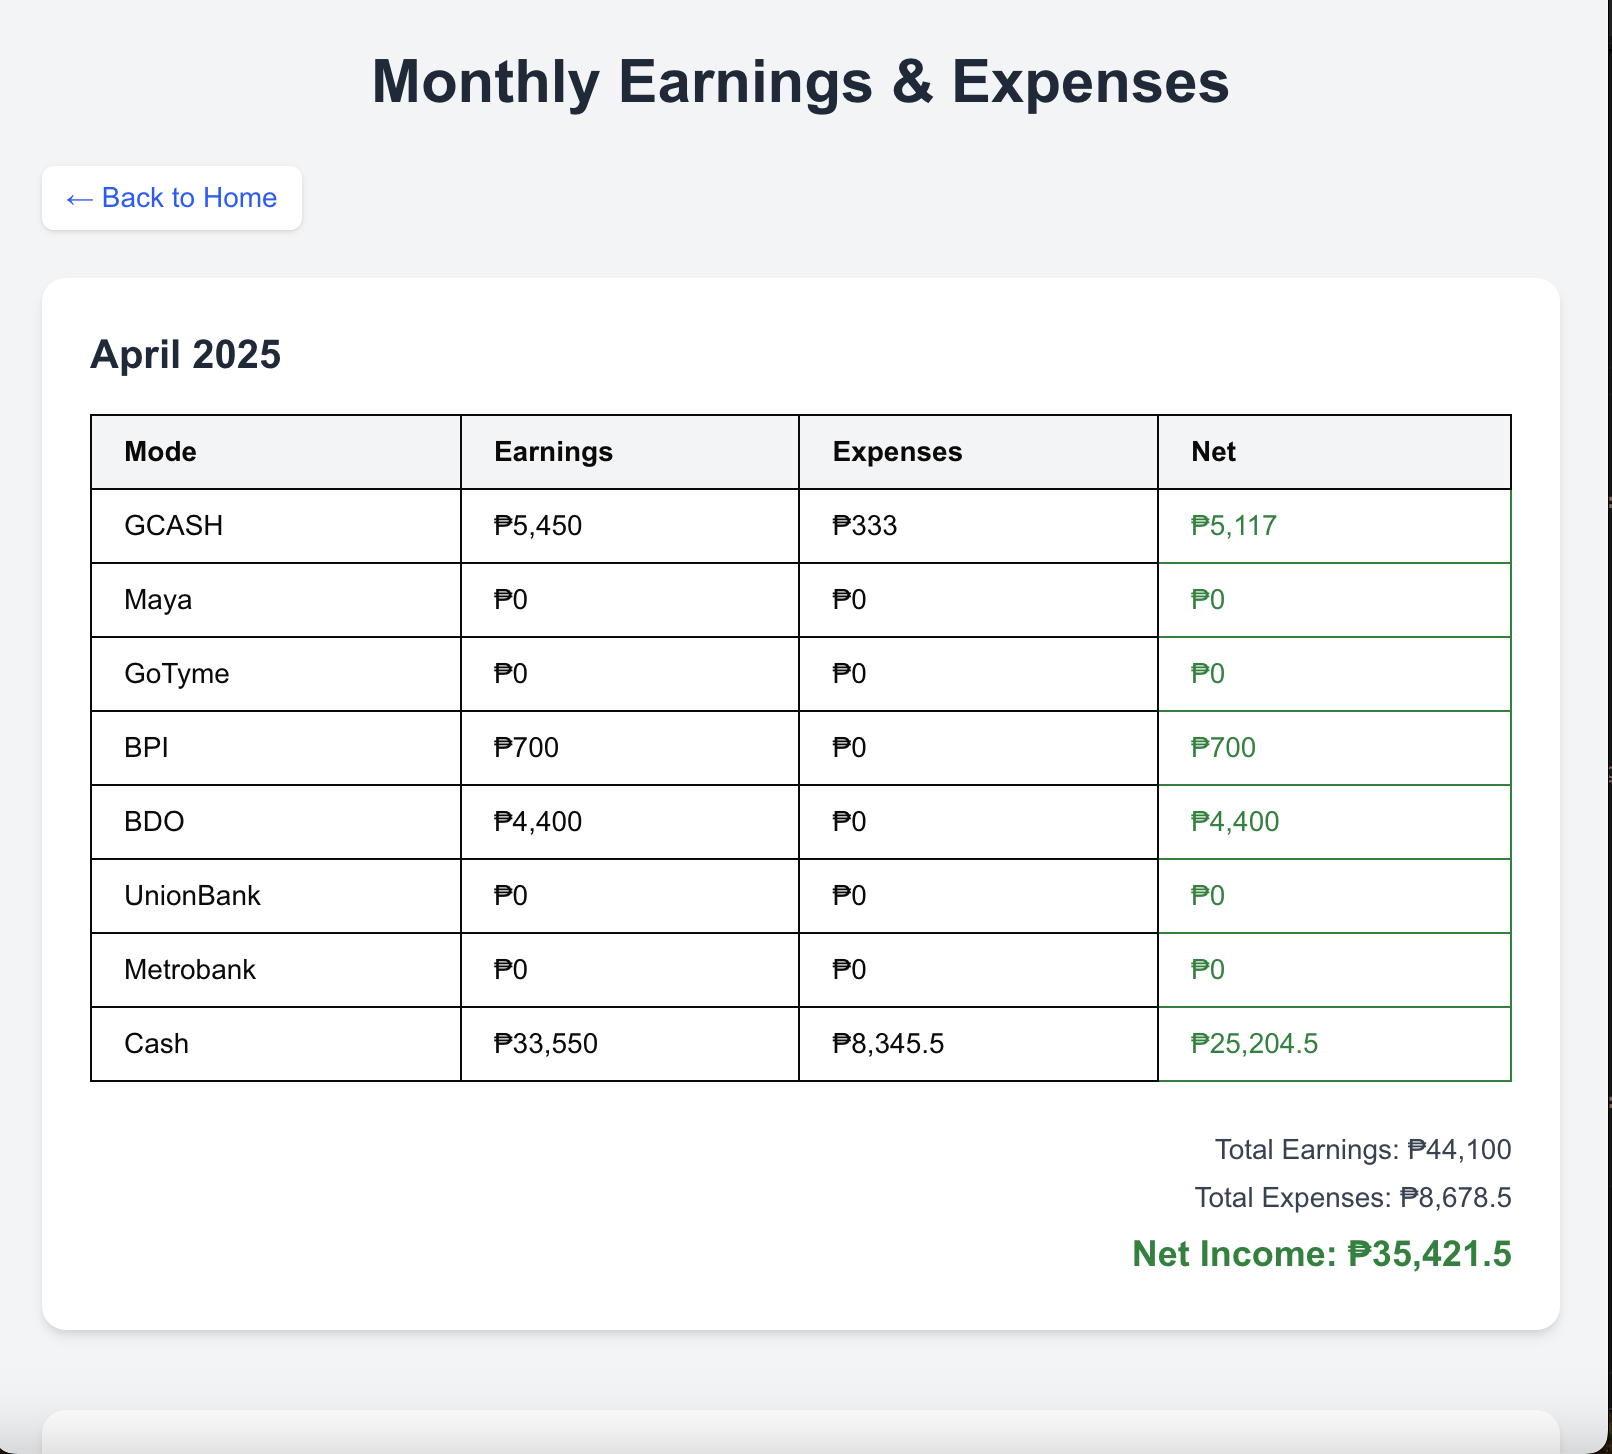 Monthly Earnings & Expenses
← Back to Home
April 2025
Mode Earnings Expenses Net
GCASH ₱5,450 ₱333 ₱5,117
Maya ₱0 ₱0 ₱0
GoTyme ₱0 ₱0 ₱0
BPI ₱700 ₱0 ₱700
BDO ₱4,400 ₱0 ₱4,400
UnionBank ₱0 ₱0 ₱0
Metrobank ₱0 ₱0 ₱0
Cash ₱33,550 ₱8,345.5 ₱25,204.5
Total Earnings: ₱44,100
Total Expenses: ₱8,678.5
Net Income: ₱35,421.5